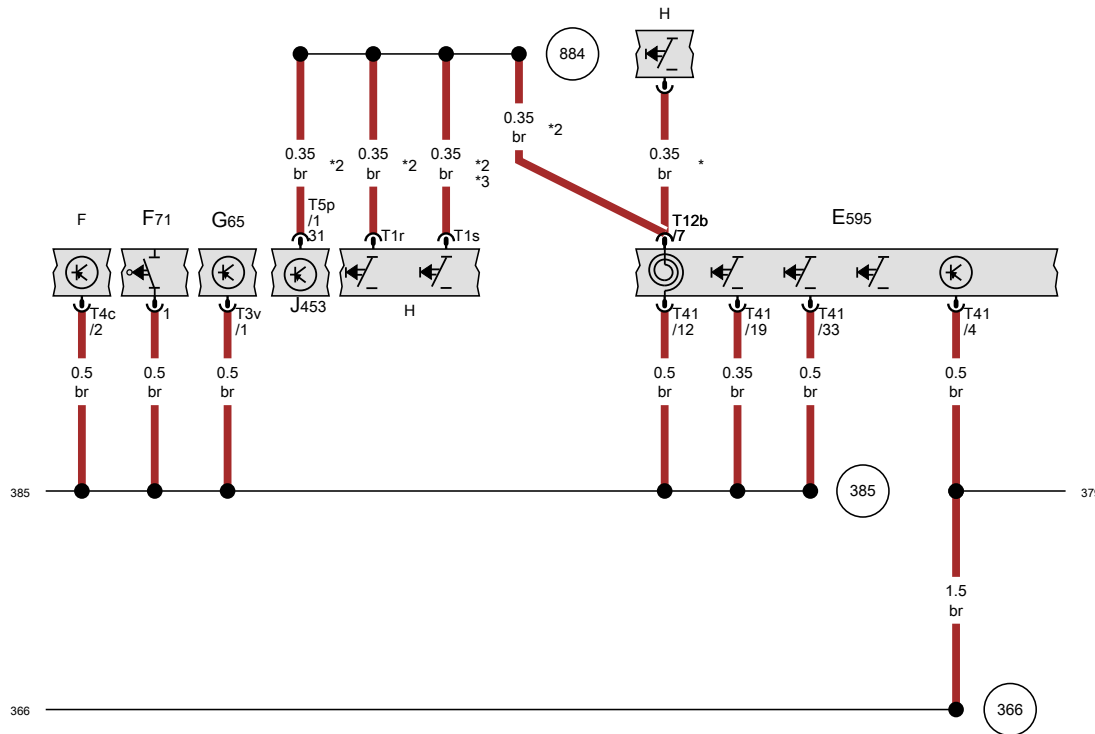 H
884
0.35
br
*2
0.35
br
*2
0.35
br
*2
0.35
br
*2
*3
0.35
br
*
F
F71
G65
T5p
/1
31
T1r
T1s
T12b
/7
E595
J453
H
T4c
/2
1
T3v
/1
T41
/12
T41
/19
T41
/33
T41
/4
0.5
br
0.5
br
0.5
br
0.5
br
0.35
br
0.5
br
0.5
br
385
385
1.5
br
366
366